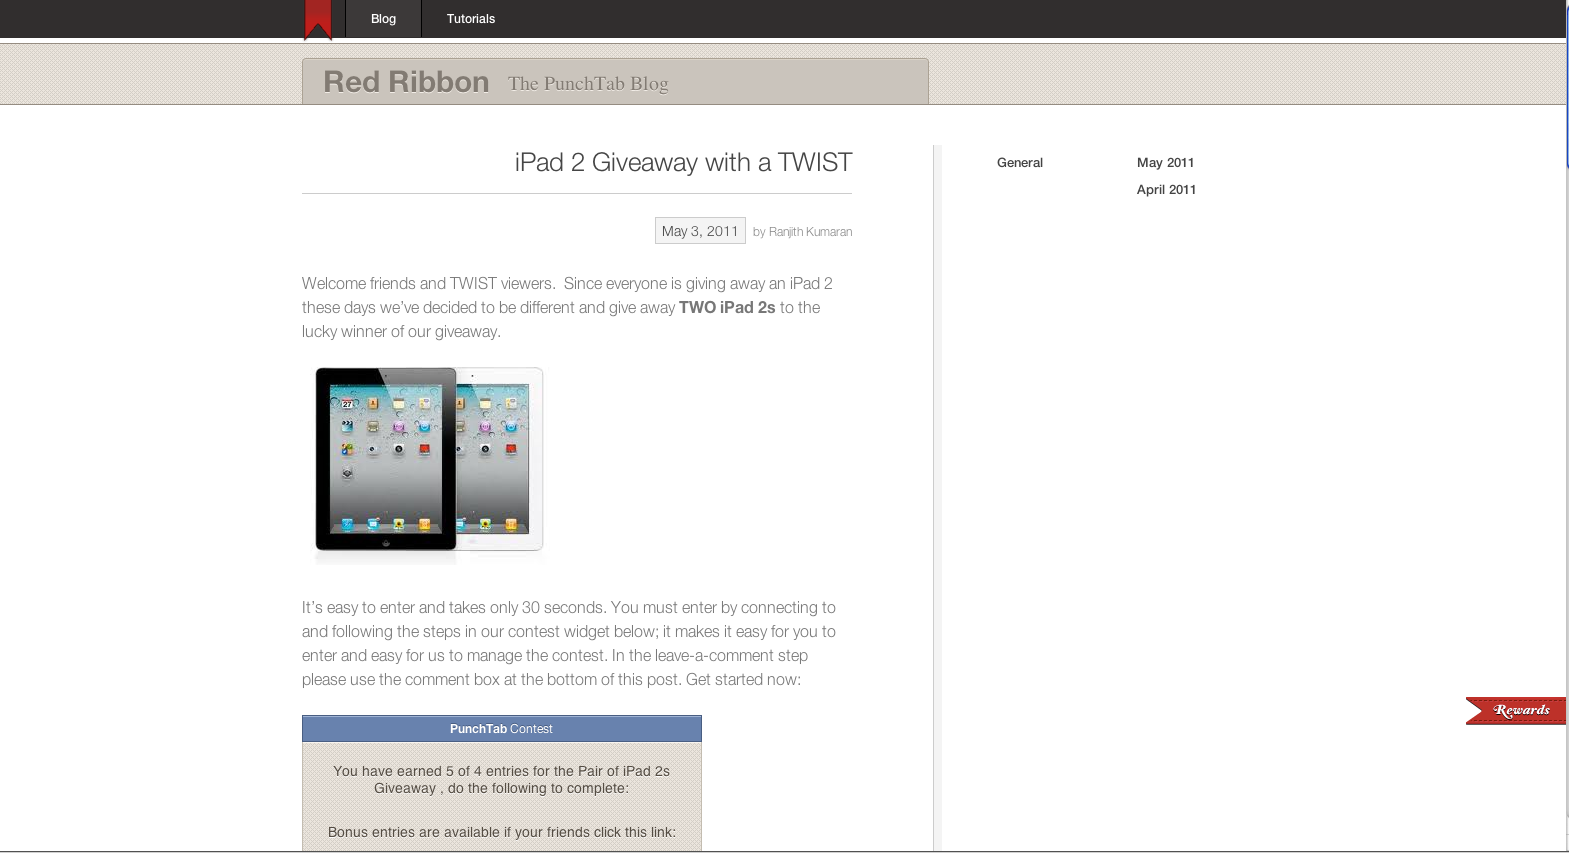 Blog
Tutorials
Red Ribbon The PunchTab Blog
iPad 2 Giveaway with a TWIST
General
May 2011
April 2011
May 3, 2011 by Ranjith Kumaran
Welcome friends and TWIST viewers.  Since everyone is giving away an iPad 2
these days we've decided to be different and give away TWO iPad 2s to the
lucky winner of our giveaway.
27
It's easy to enter and takes only 30 seconds. You must enter by connecting to
and following the steps in our contest widget below; it makes it easy for you to
enter and easy for us to manage the contest. In the leave-a-comment step
please use the comment box at the bottom of this post. Get started now:
Rewards
PunchTab Contest
You have earned 5 of 4 entries for the Pair of iPad 2s
Giveaway , do the following to complete:
Bonus entries are available if your friends click this link: